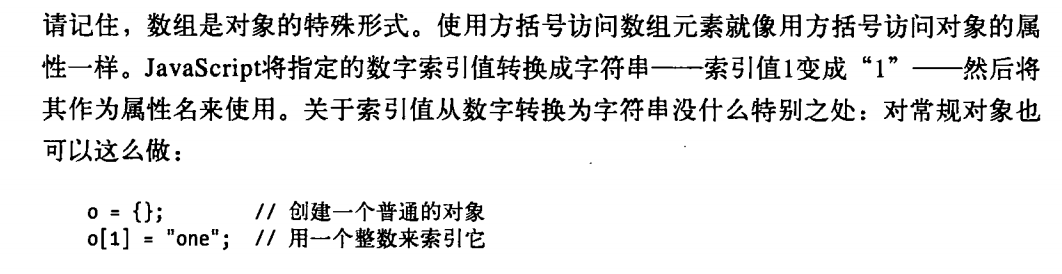 请记住，数组是对象的特殊形式。使用方括号访问数组元素就像用方括号访问对象的属
性一样。JavaScript将指定的数字索引值转换成字符串——索引值1变成“1”——然后将
其作为属性名来使用。关于索引值从数字转换为字符串没什么特别之处：对常规对象也
可以这么做：
o = {};        // 创建一个普通的对象
o[1] = "one";  // 用一个整数来索引它